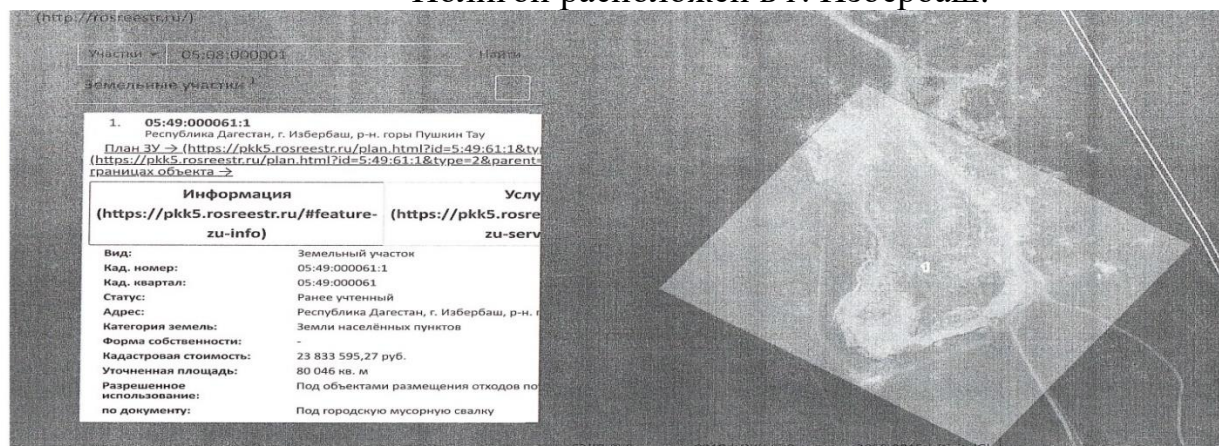 Полигон расположен в г. Избербаш.
(http://rosreestr.ru/)
Участки 05:08:000001 Найти
Земельные участки 1
1. 05:49:000061:1
Республика Дагестан, г. Избербаш, р-н. горы Пушкин Тау
План ЗУ → (https://pkk5.rosreestr.ru/plan.html?id=5:49:61:1&ty
(https://pkk5.rosreestr.ru/plan.html?id=5:49:61:1&type=2&parent=
границах объекта →
Информация Услу
(https://pkk5.rosreestr.ru/#feature- (https://pkk5.rosre
zu-info) zu-serv
Вид: Земельный участок
Кад. номер: 05:49:000061:1
Кад. квартал: 05:49:000061
Статус: Ранее учтенный
Адрес: Республика Дагестан, г. Избербаш, р-н. г
Категория земель: Земли населённых пунктов
Форма собственности: -
Кадастровая стоимость: 23 833 595,27 руб.
Уточненная площадь: 80 046 кв. м
Разрешенное Под объектами размещения отходов по
использование:
по документу: Под городскую мусорную свалку
1